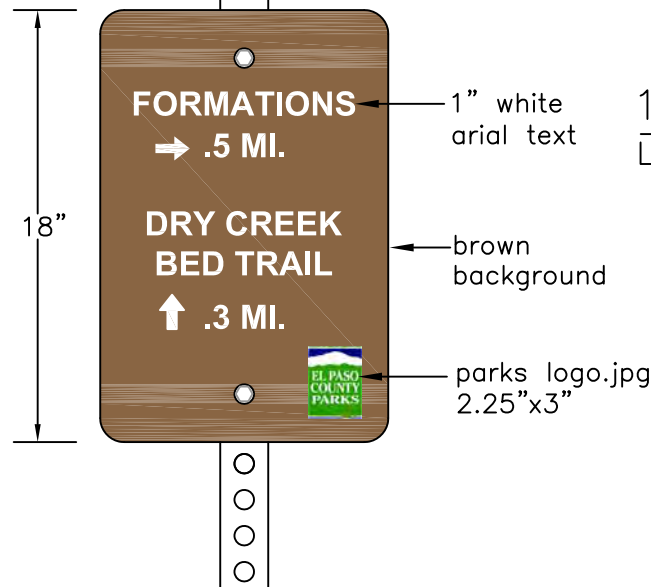 FORMATIONS
→ .5 MI.
DRY CREEK
BED TRAIL
↑ .3 MI.
EL PASO
COUNTY
PARKS
18”
1” white
arial text
brown
background
parks logo.jpg
2.25”x3”